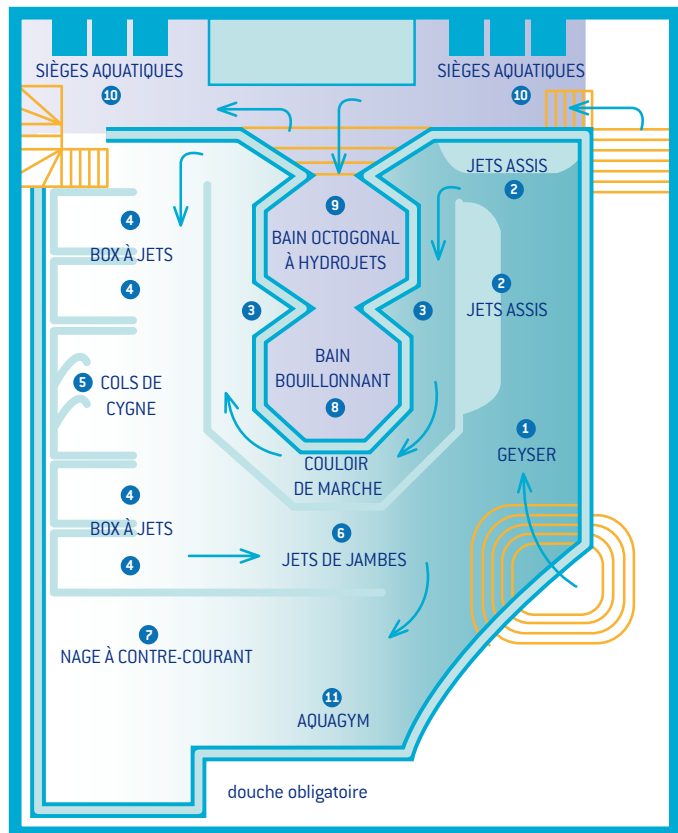 SIÈGES AQUATIQUES
10
SIÈGES AQUATIQUES
10
JETS ASSIS
2
4
BOX À JETS
4
9
BAIN OCTOGONAL
À HYDROJETS
3
3
2
JETS ASSIS
5 COLS DE
CYGNE
BAIN
BOUILLONNANT
8
1
GEYSER
COULOIR
DE MARCHE
4
BOX À JETS
4
6
JETS DE JAMBES
7
NAGE À CONTRE-COURANT
11
AQUAGYM
douche obligatoire